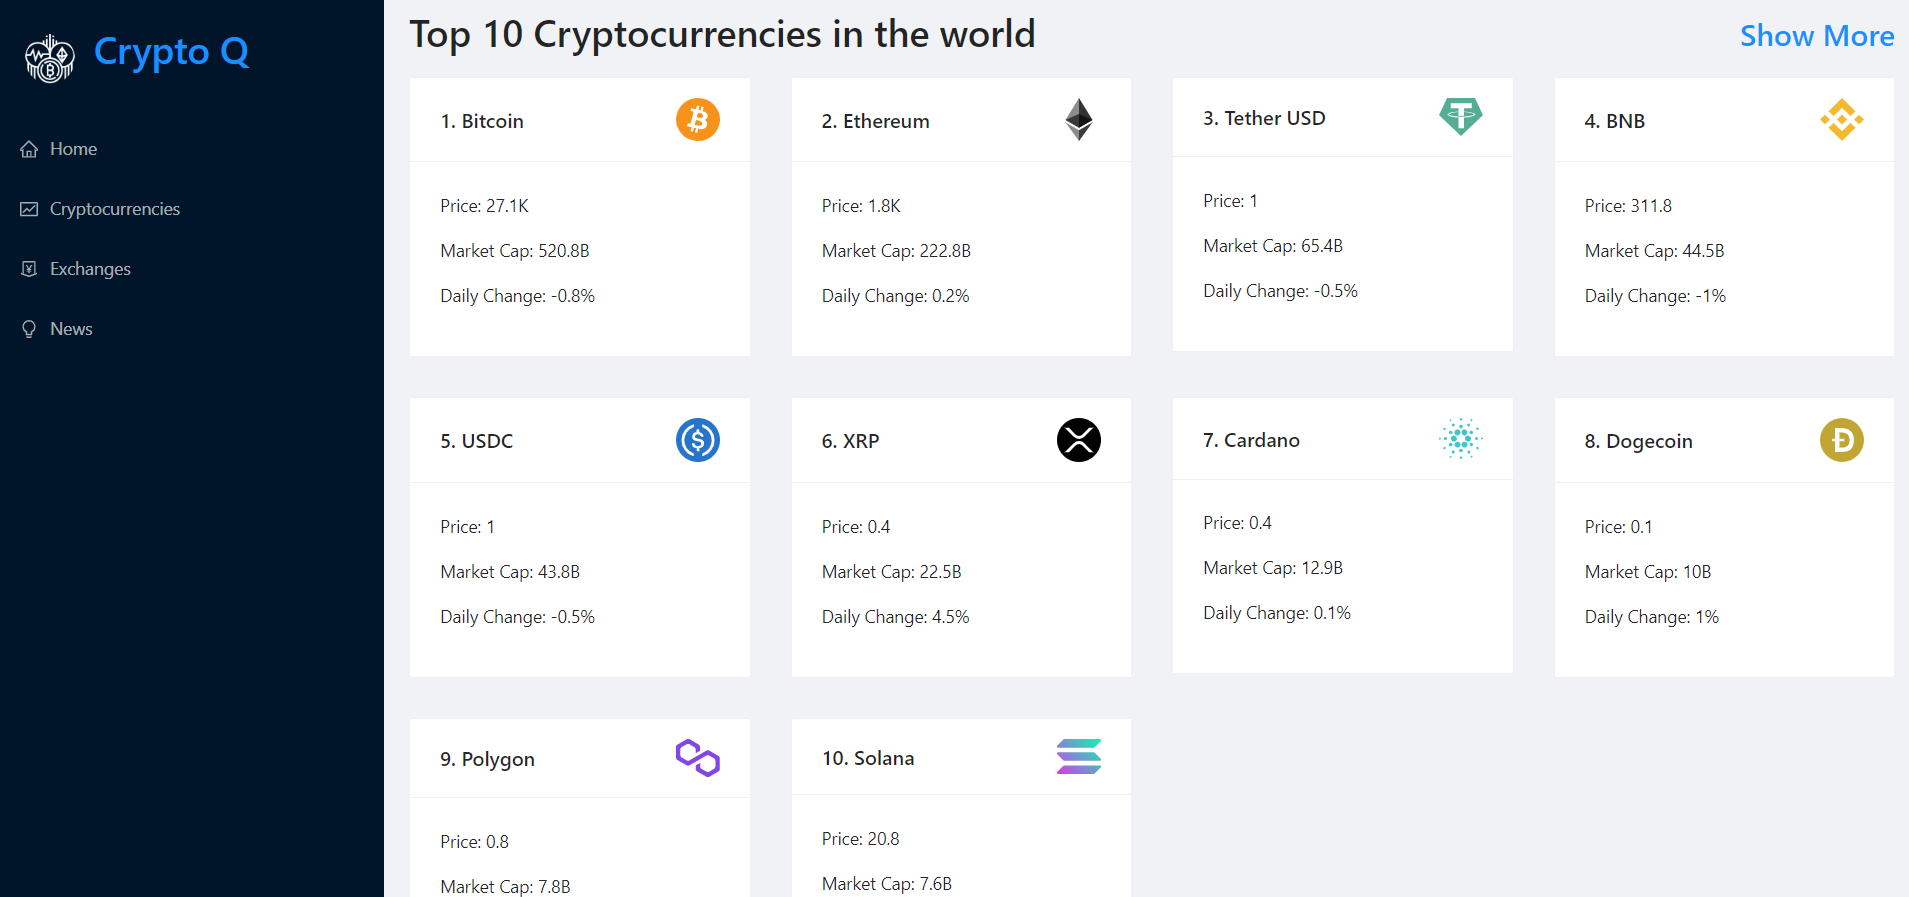 Crypto Q
Home
Cryptocurrencies
Exchanges
News
Top 10 Cryptocurrencies in the world
Show More
1. Bitcoin
Price: 27.1K
Market Cap: 520.8B
Daily Change: -0.8%
2. Ethereum
Price: 1.8K
Market Cap: 222.8B
Daily Change: 0.2%
3. Tether USD
Price: 1
Market Cap: 65.4B
Daily Change: -0.5%
4. BNB
Price: 311.8
Market Cap: 44.5B
Daily Change: -1%
5. USDC
Price: 1
Market Cap: 43.8B
Daily Change: -0.5%
6. XRP
Price: 0.4
Market Cap: 22.5B
Daily Change: 4.5%
7. Cardano
Price: 0.4
Market Cap: 12.9B
Daily Change: 0.1%
8. Dogecoin
Price: 0.1
Market Cap: 10B
Daily Change: 1%
9. Polygon
Price: 0.8
Market Cap: 7.8B
10. Solana
Price: 20.8
Market Cap: 7.6B